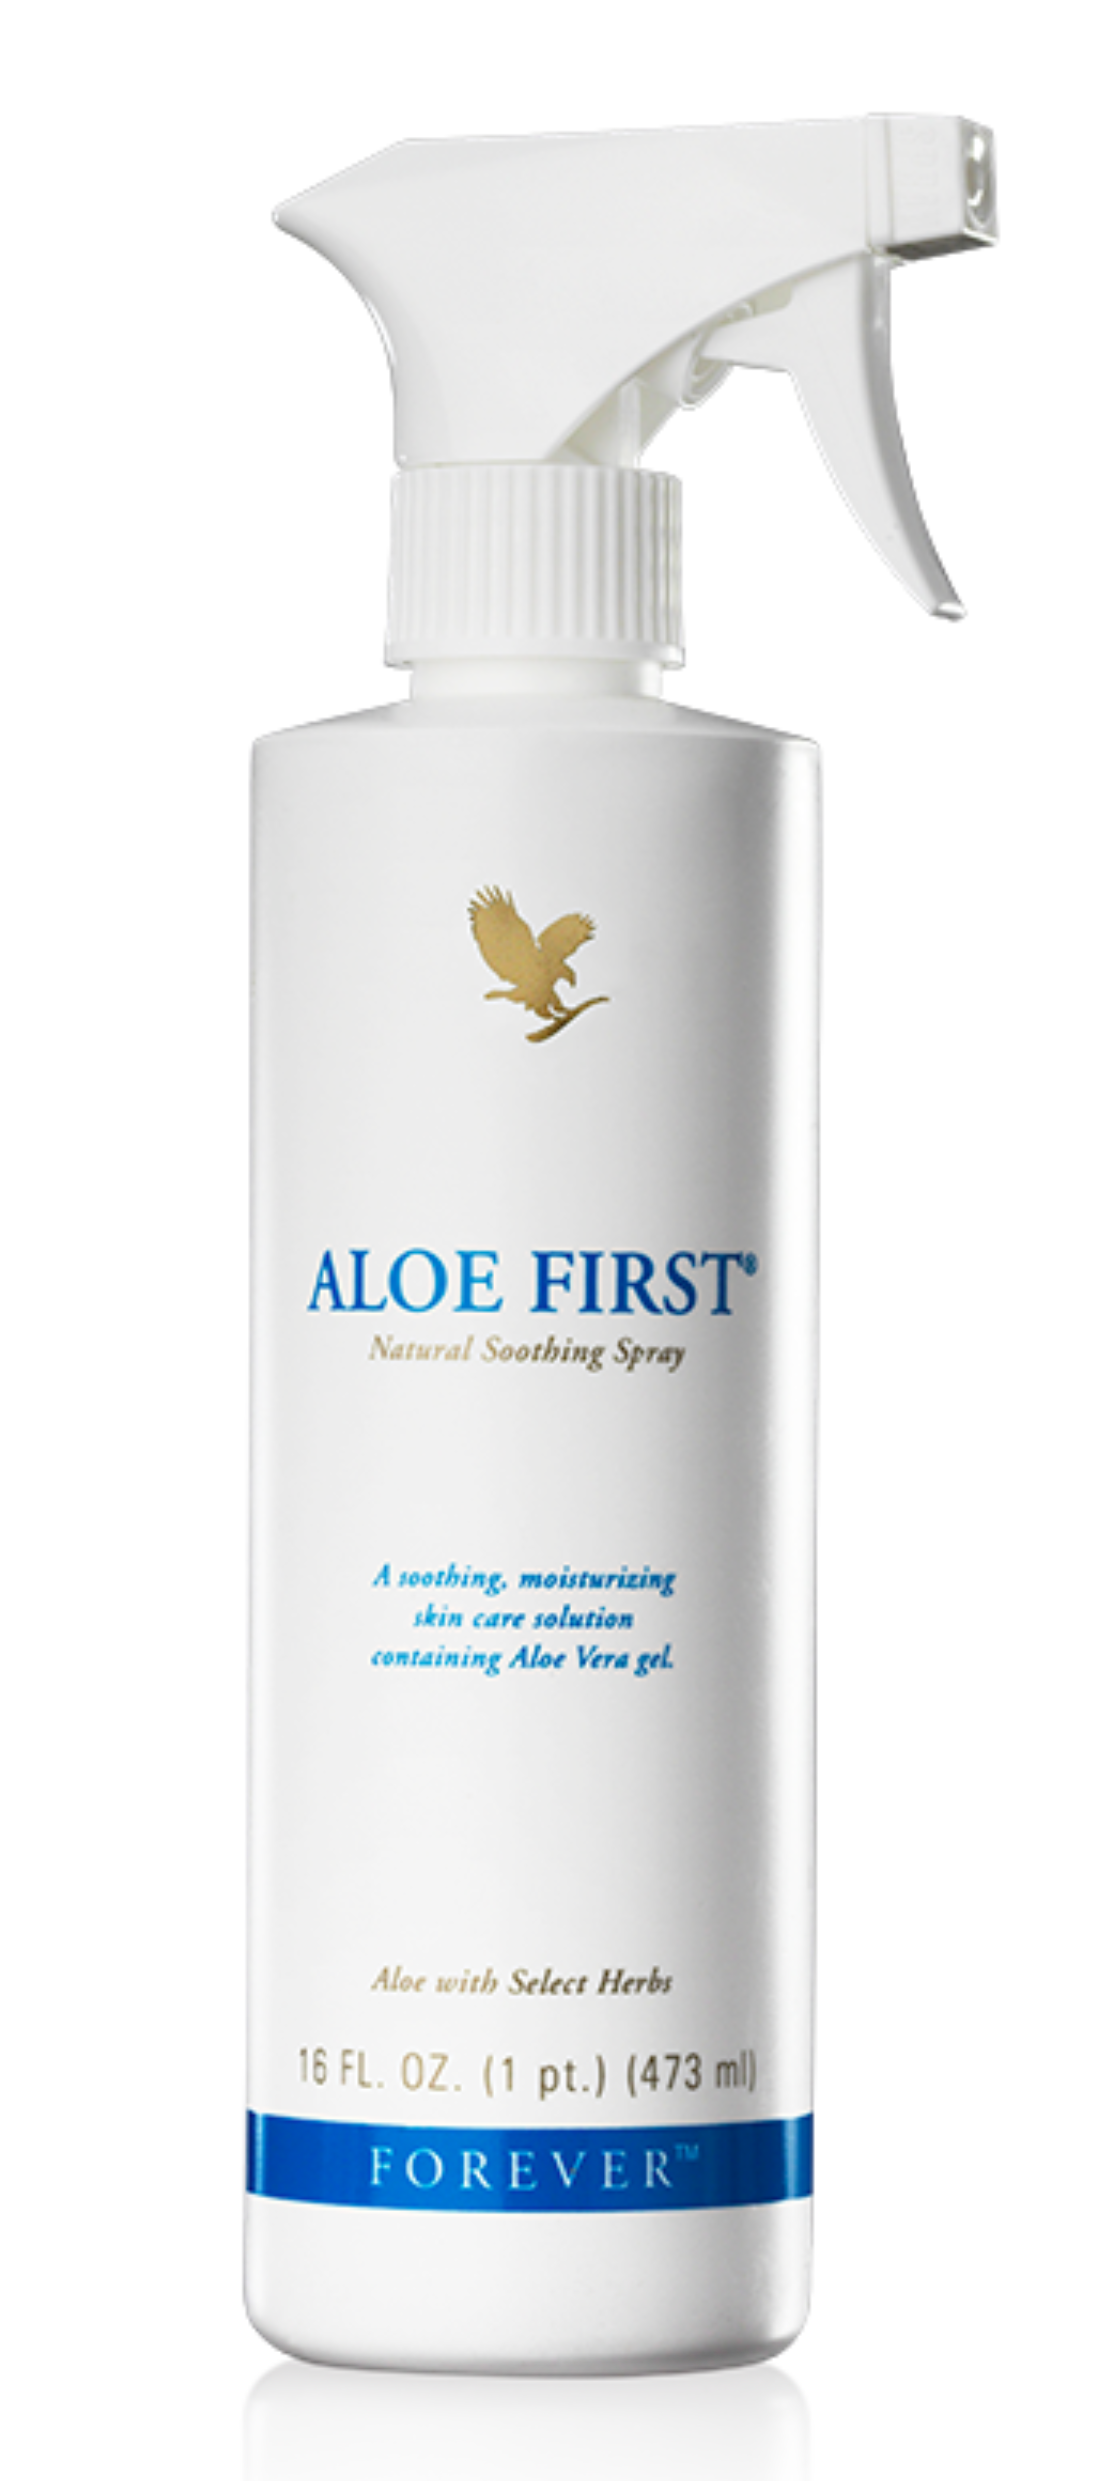 ALOE FIRST®
Natural Soothing Spray
A soothing, moisturizing
skin care solution
containing Aloe Vera gel.
Aloe with Select Herbs
16 FL. OZ. (1 pt.) (473 ml)
FOREVER™